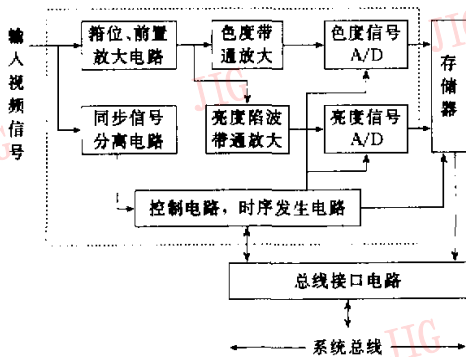 输入视频信号
箝位、前置
放大电路
色度带
通放大
色度信号
A/D
存储器
同步信号
分离电路
亮度陷波
带通放大
亮度信号
A/D
控制电路，时序发生电路
总线接口电路
系统总线
JIG
JIG
JIG